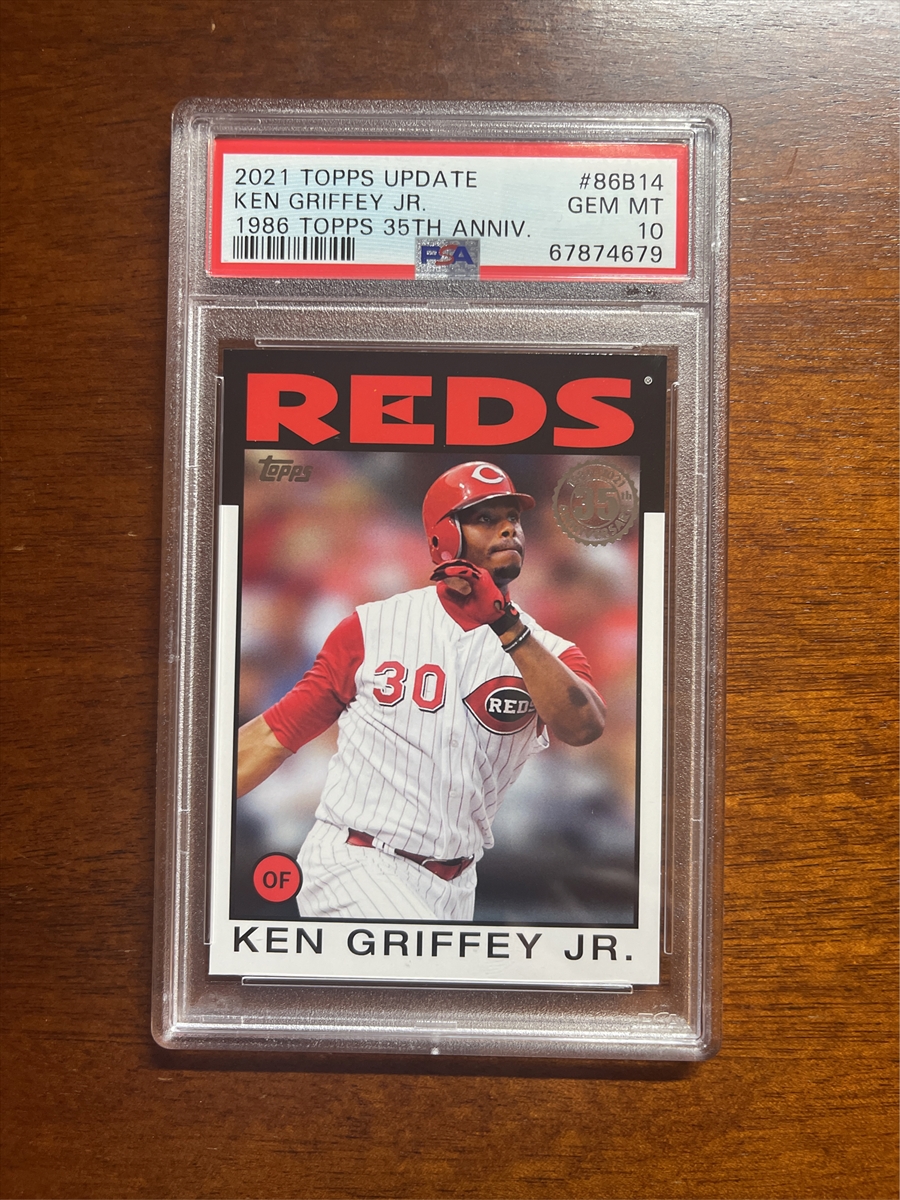 2021 TOPPS UPDATE #86B14
KEN GRIFFEY JR. GEM MT
1986 TOPPS 35TH ANNIV. 10
PSA 67874679
REDS®
Topps
35th
C
30
REDS
OF
KEN GRIFFEY JR.